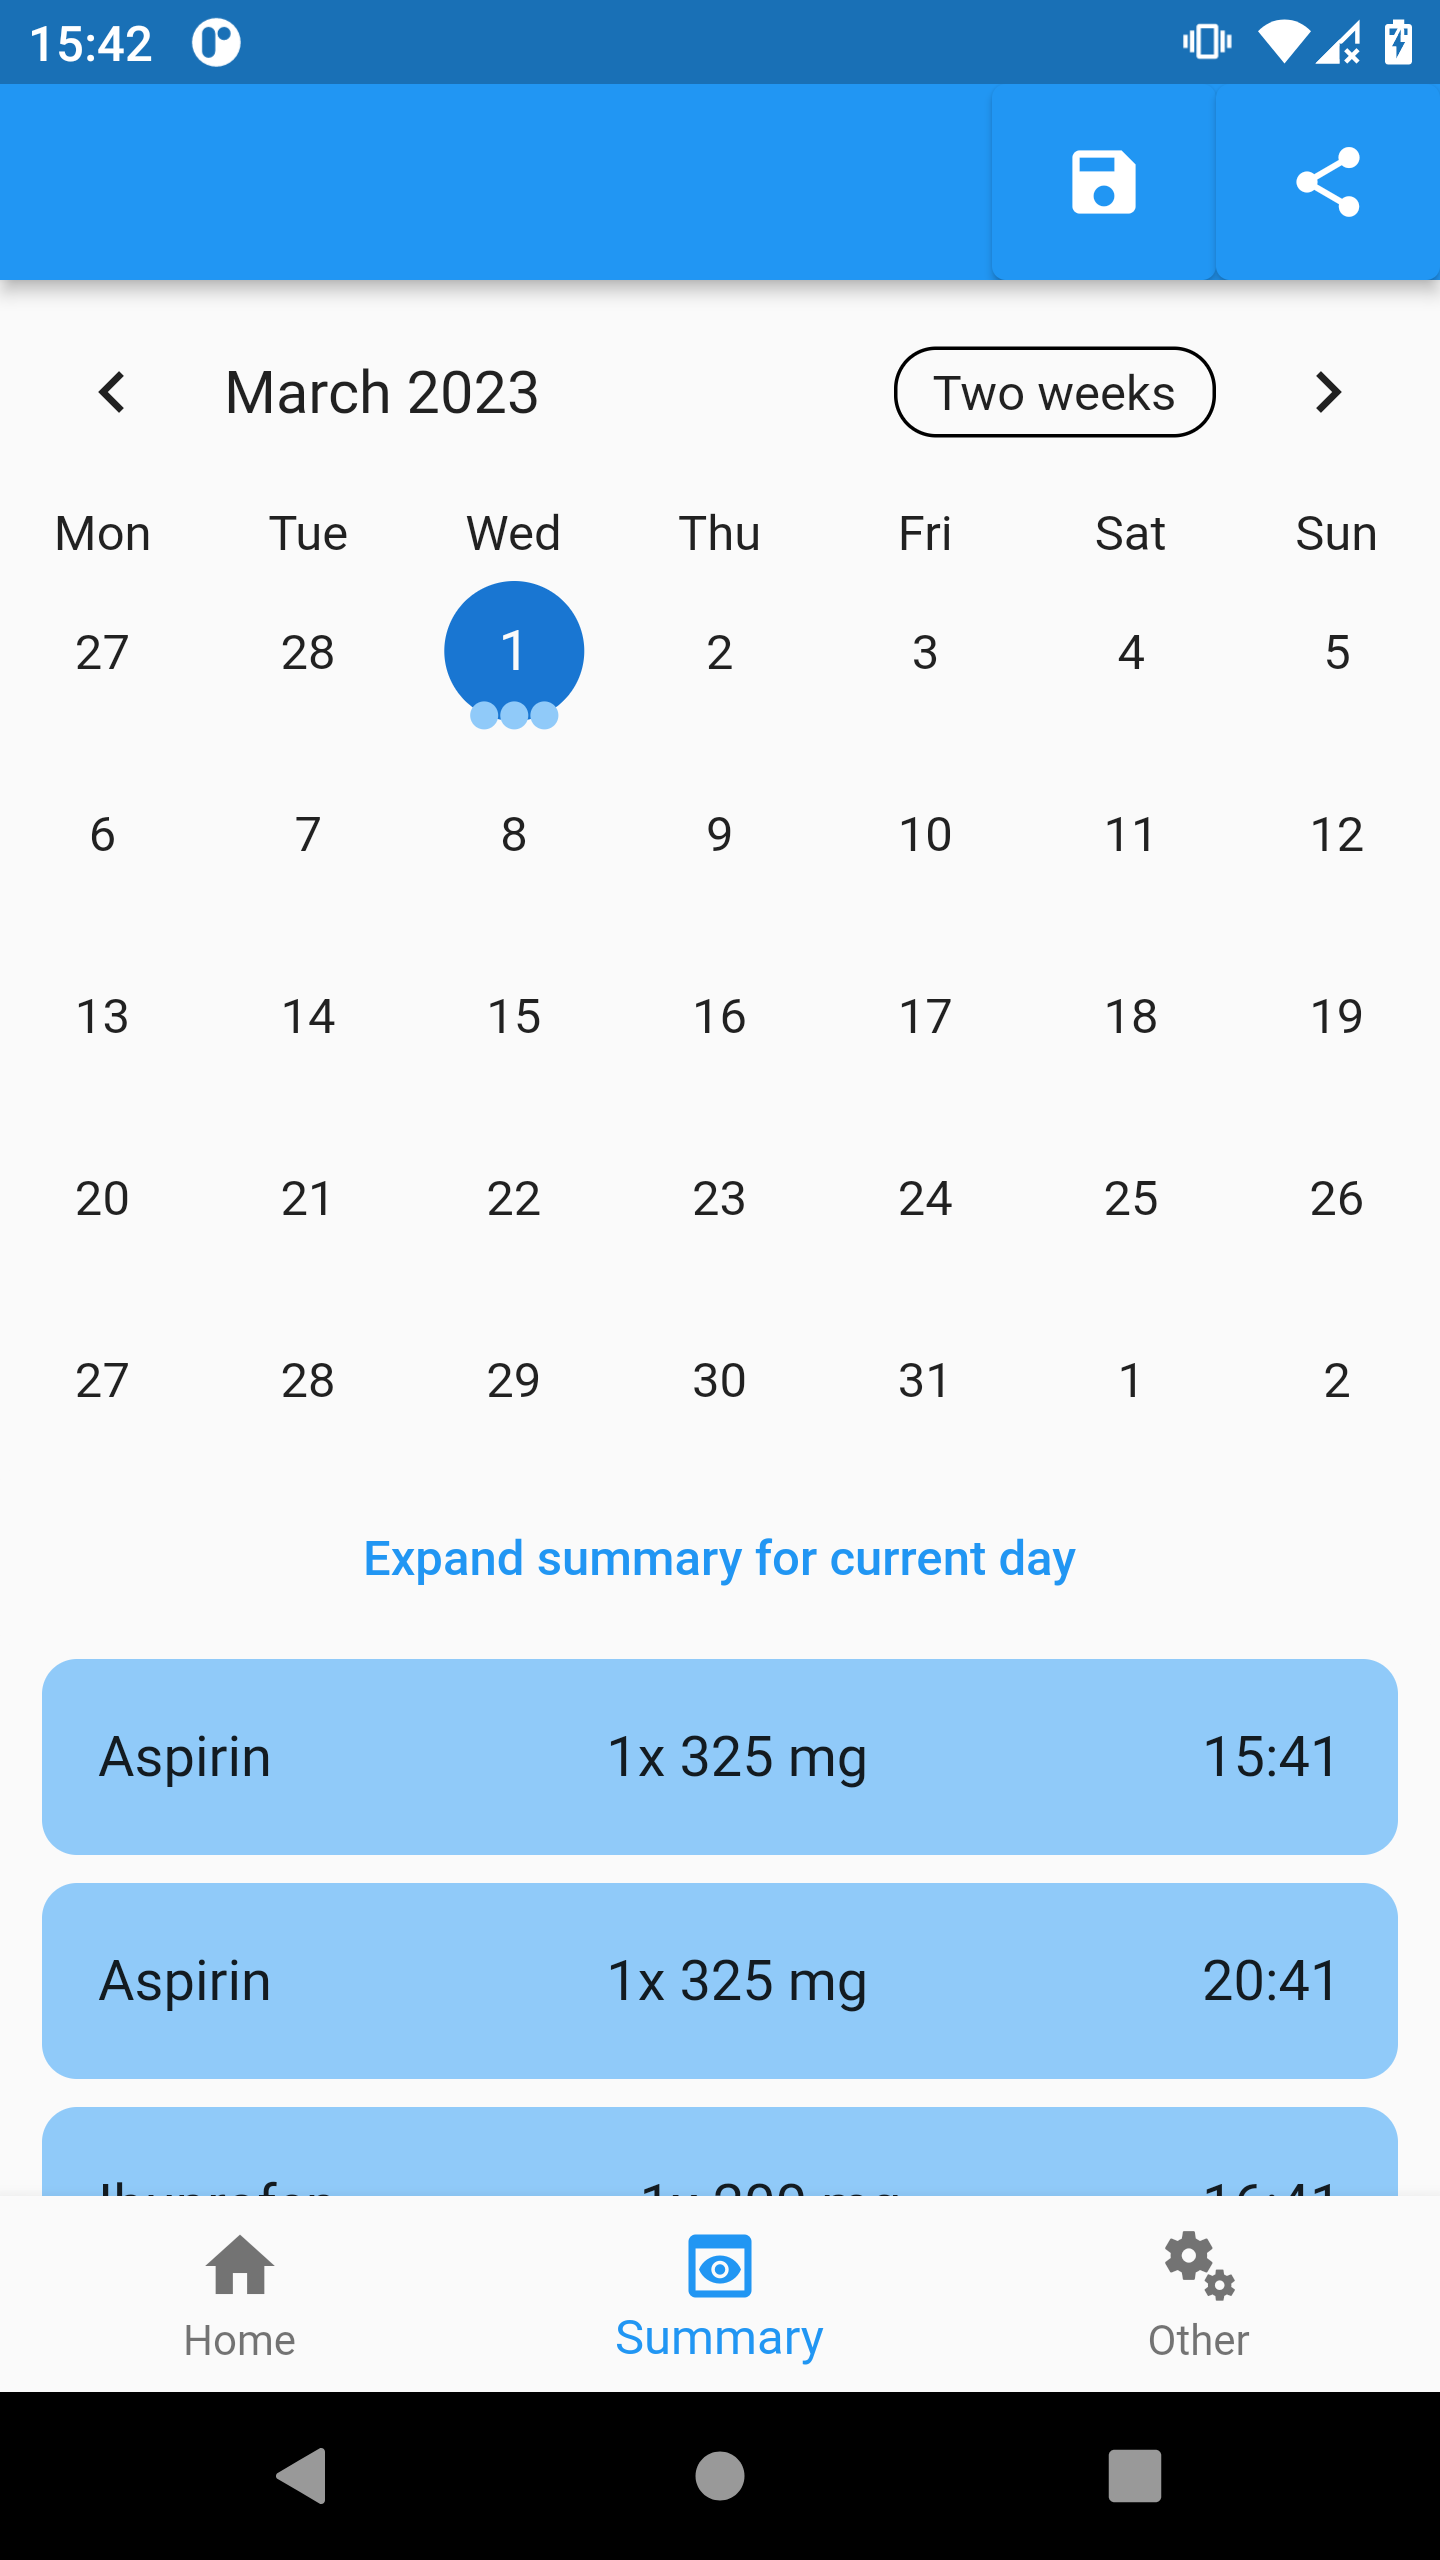 15:42
March 2023 Two weeks
Mon Tue Wed Thu Fri Sat Sun
27 28 1 2 3 4 5
6 7 8 9 10 11 12
13 14 15 16 17 18 19
20 21 22 23 24 25 26
27 28 29 30 31 1 2
Expand summary for current day
Aspirin 1x 325 mg 15:41
Aspirin 1x 325 mg 20:41
Ibuprofen 16:41
Home Summary Other